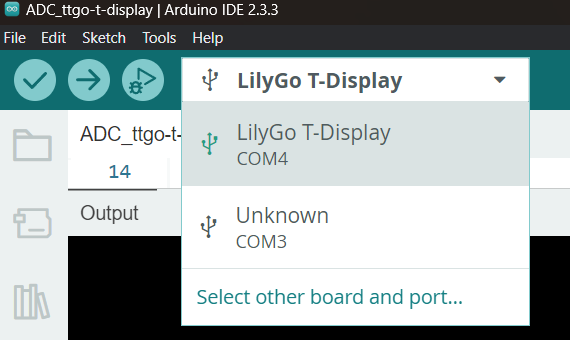 ADC_ttgo-t-display | Arduino IDE 2.3.3
File Edit Sketch Tools Help
LilyGo T-Display
ADC_ttgo-t-
LilyGo T-Display
COM4
14
Output
Unknown
COM3
Select other board and port...